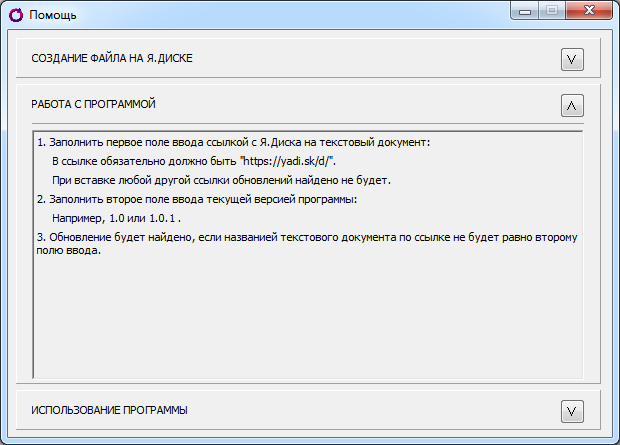 Помощь
СОЗДАНИЕ ФАЙЛА НА Я.ДИСКЕ
РАБОТА С ПРОГРАММОЙ
1. Заполнить первое поле ввода ссылкой с Я.Диска на текстовый документ:
В ссылке обязательно должно быть "https://yadi.sk/d/".
При вставке любой другой ссылки обновлений найдено не будет.
2. Заполнить второе поле ввода текущей версией программы:
Например, 1.0 или 1.0.1 .
3. Обновление будет найдено, если названией текстового документа по ссылке не будет равно второму
полю ввода.
ИСПОЛЬЗОВАНИЕ ПРОГРАММЫ